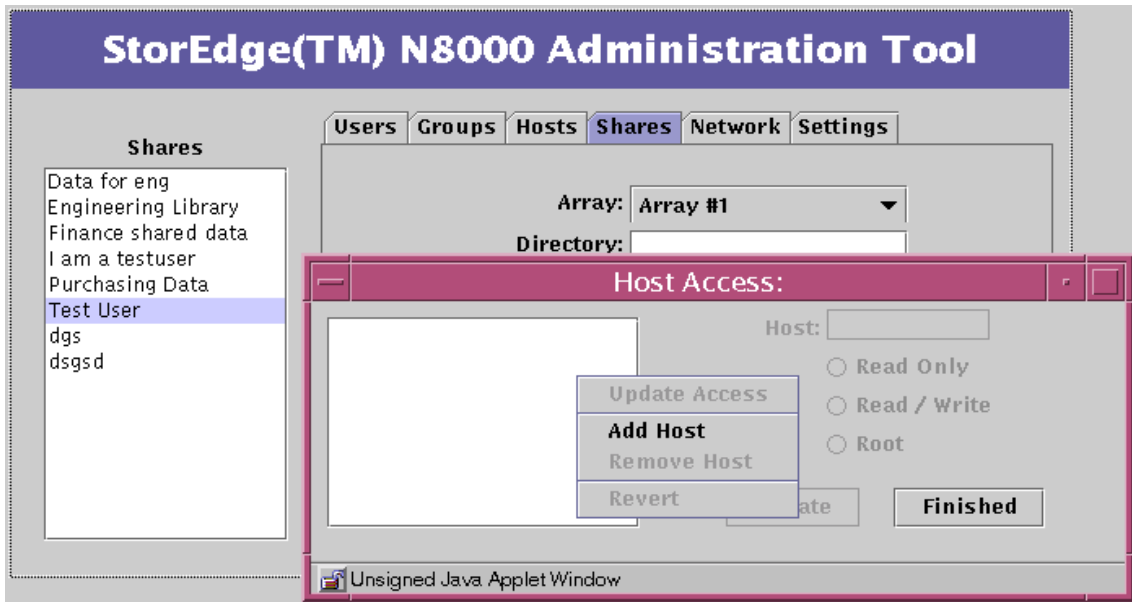 StorEdge(TM) N8000 Administration Tool
Users Groups Hosts Shares Network Settings
Shares
Data for eng
Engineering Library
Finance shared data
I am a testuser
Purchasing Data
Test User
dgs
dsgsd
Array: Array #1
Directory:
Host Access:
Host:
Read Only
Read / Write
Root
Update Access
Add Host
Remove Host
Revert
ate
Finished
Unsigned Java Applet Window